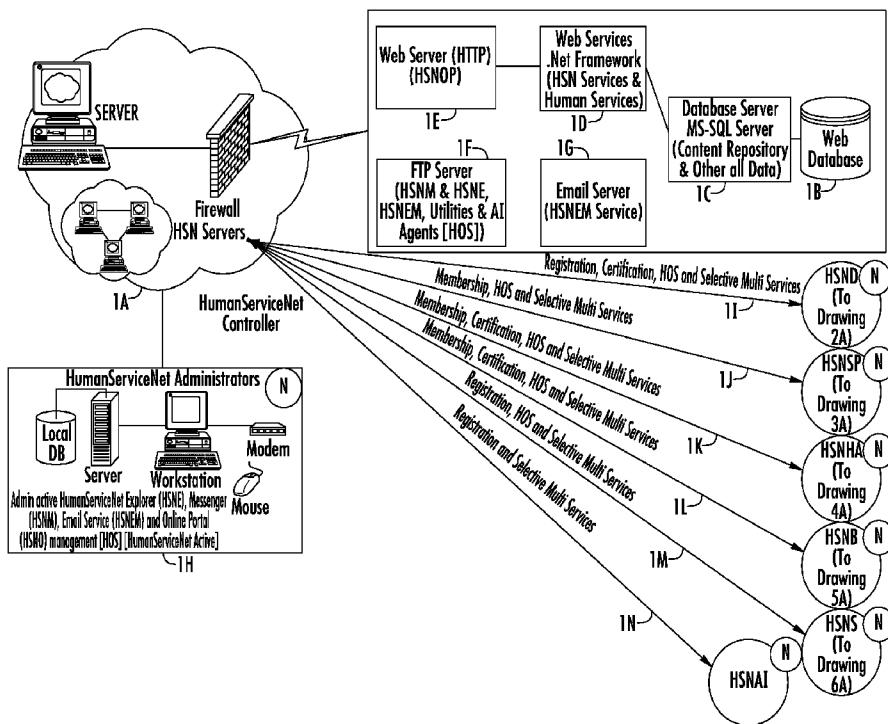 SERVER
Firewall
HSN Servers
1A
HumanServiceNet
Controller
Web Server (HTTP)
(HSNOP)
1E
Web Services
.Net Framework
(HSN Services &
Human Services)
1D
Database Server
MS-SQL Server
(Content Repository
& Other all Data)
1C
Web
Database
1B
1F
FTP Server
(HSNM & HSNE,
HSNEM, Utilities & AI
Agents [HOS])
1G
Email Server
(HSNEM Service)
Registration, Certification, HOS and Selective Multi Services
1I
Membership, HOS and Selective Multi Services
1J
Membership, Certification, HOS and Selective Multi Services
1K
Membership, Certification, HOS and Selective Multi Services
1L
Registration, HOS and Selective Multi Services
1M
Registration and Selective Multi Services
1N
HSND
(To
Drawing
2A)
N
HSNSP
(To
Drawing
3A)
N
HSNHA
(To
Drawing
4A)
N
HSNB
(To
Drawing
5A)
N
HSNS
(To
Drawing
6A)
N
HSNAI
N
HumanServiceNet Administrators
N
Local
DB
Server
Workstation
Modem
Mouse
Admin active HumanServiceNet Explorer (HSNE), Messenger
(HSNM), Email Service (HSNEM) and Online Portal
(HSNO) management [HOS] [HumanServiceNet Active]
1H